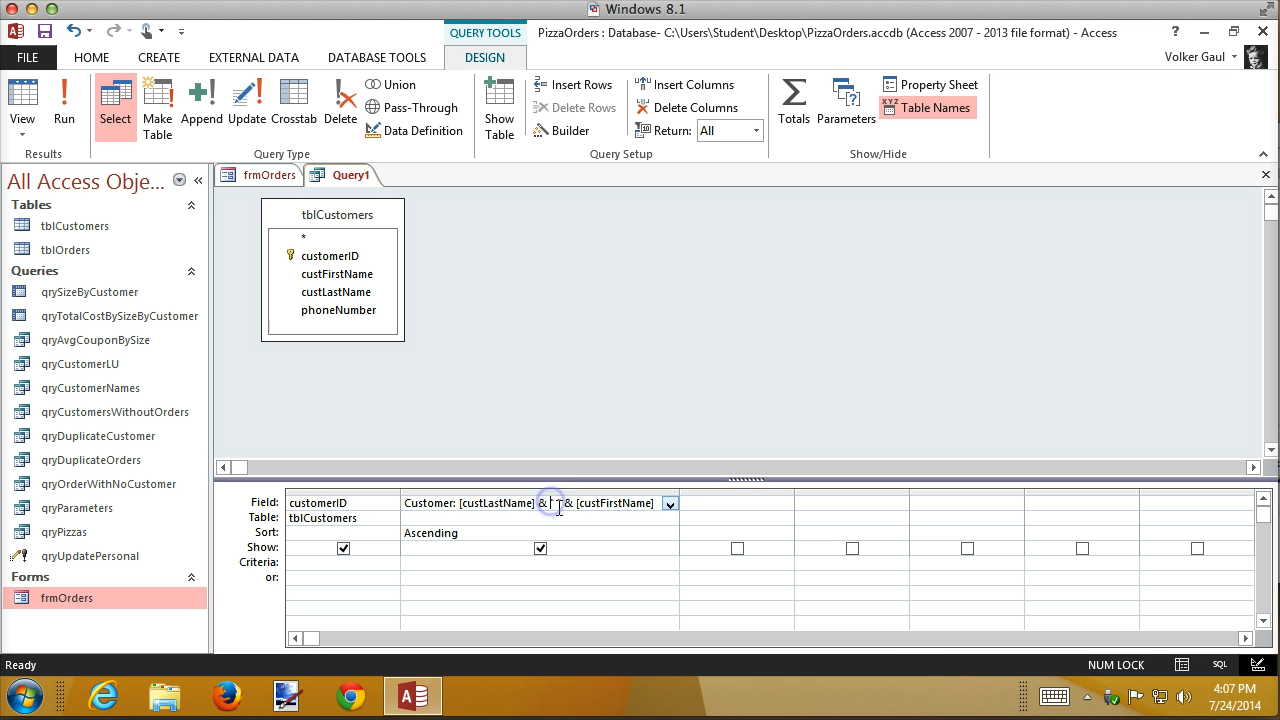 Windows 8.1
QUERY TOOLS
PizzaOrders : Database- C:\Users\Student\Desktop\PizzaOrders.accdb (Access 2007 - 2013 file format) - Access
?
FILE
HOME
CREATE
EXTERNAL DATA
DATABASE TOOLS
DESIGN
Volker Gaul
View
Run
Select
Make Table
Append
Update
Crosstab
Delete
Union
Pass-Through
Data Definition
Show Table
Insert Rows
Delete Rows
Builder
Insert Columns
Delete Columns
Return: All
Totals
Parameters
Property Sheet
XYZ
Table Names
Results
Query Type
Query Setup
Show/Hide
All Access Obje...
frmOrders
Query1
Tables
tblCustomers
tblOrders
Queries
qrySizeByCustomer
qryTotalCostBySizeByCustomer
qryAvgCouponBySize
qryCustomerLU
qryCustomerNames
qryCustomersWithoutOrders
qryDuplicateCustomer
qryDuplicateOrders
qryOrderWithNoCustomer
qryParameters
qryPizzas
qryUpdatePersonal
Forms
frmOrders
tblCustomers
*
customerID
custFirstName
custLastName
phoneNumber
Field: customerID Customer: [custLastName] & " " & [custFirstName]
Table: tblCustomers
Sort: Ascending
Show:
Criteria:
or:
Ready
NUM LOCK
SQL
4:07 PM
7/24/2014